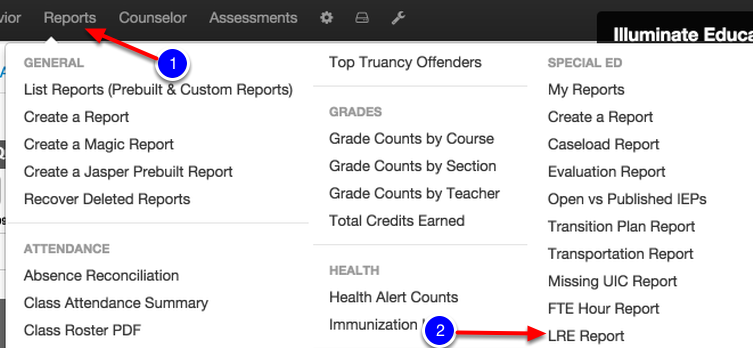 Reports Counselor Assessments
Illuminate Educa
1
GENERAL
List Reports (Prebuilt & Custom Reports)
Create a Report
Create a Magic Report
Create a Jasper Prebuilt Report
Recover Deleted Reports
ATTENDANCE
Absence Reconciliation
Class Attendance Summary
Class Roster PDF
Top Truancy Offenders
GRADES
Grade Counts by Course
Grade Counts by Section
Grade Counts by Teacher
Total Credits Earned
HEALTH
Health Alert Counts
Immunization
2
SPECIAL ED
My Reports
Create a Report
Caseload Report
Evaluation Report
Open vs Published IEPs
Transition Plan Report
Transportation Report
Missing UIC Report
FTE Hour Report
LRE Report